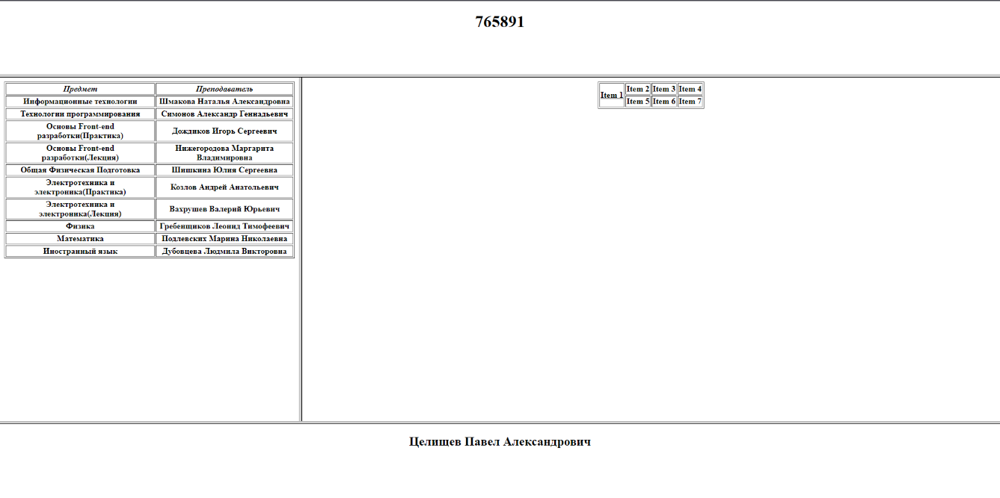 765891
Предмет Преподаватель
Информационные технологии Шмакова Наталья Александровна
Технологии программирования Симонов Александр Геннадьевич
Основы Front-end
разработки(Практика) Дождиков Игорь Сергеевич
Основы Front-end
разработки(Лекция) Нижегородова Маргарита
Владимировна
Общая Физическая Подготовка Шишкина Юлия Сергеевна
Электротехника и
электроника(Практика) Козлов Андрей Анатольевич
Электротехника и
электроника(Лекция) Вахрушев Валерий Юрьевич
Физика Гребенщиков Леонид Тимофеевич
Математика Подлевских Марина Николаевна
Иностранный язык Дубовцева Людмила Викторовна
Item 1 Item 2 Item 3 Item 4
Item 5 Item 6 Item 7
Целищев Павел Александрович